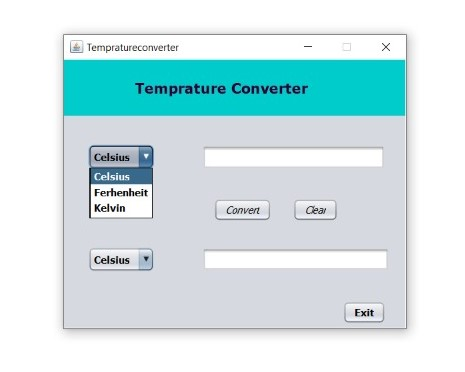 Tempratureconverter
Temprature Converter
Celsius
Celsius
Ferhenheit
Kelvin
Convert Clear
Celsius
Exit